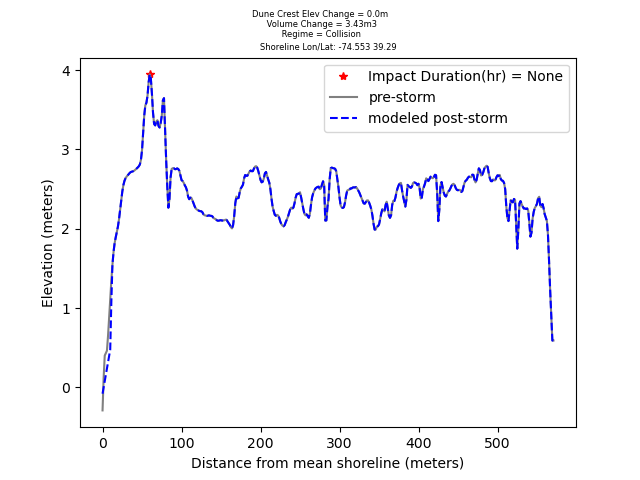 Dune Crest Elev Change = 0.0m
Volume Change = 3.43m3
Regime = Collision
Shoreline Lon/Lat: -74.553 39.29
Impact Duration(hr) = None
pre-storm
modeled post-storm
Elevation (meters)
4
3
2
1
0
0 100 200 300 400 500
Distance from mean shoreline (meters)